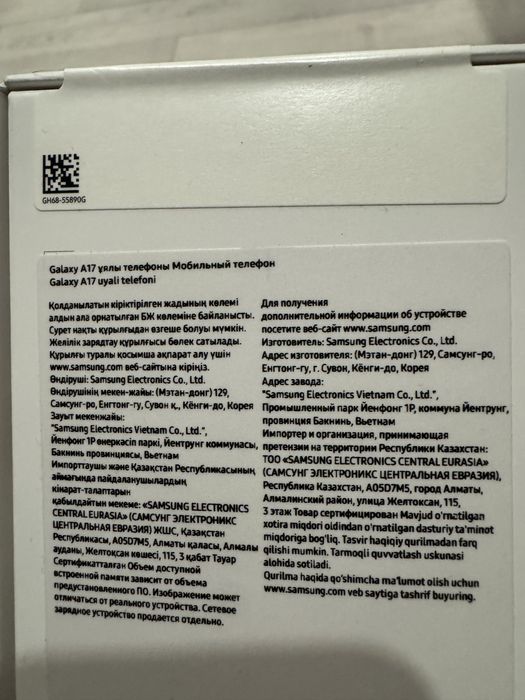 GH68-55890G
Galaxy A17 ұялы телефоны Мобильный телефон
Galaxy A17 uyali telefoni
Қолданылатын кіріктірілген жадының көлемі
алдын ала орнатылған БЖ көлеміне байланысты.
Сурет нақты құрылғыдан өзгеше болуы мүмкін.
Желілік зарядтау құрылғысы бөлек сатылады.
Құрылғы туралы қосымша ақпарат алу үшін
www.samsung.com веб-сайтына кіріңіз.
Өндіруші: Samsung Electronics Co., Ltd.
Өндірушінің мекен-жайы: (Мэтан-донг) 129,
Самсунг-ро, Енгтонг-гу, Сувон қ., Кёнги-до, Корея
Зауыт мекенжайы:
"Samsung Electronics Vietnam Co., Ltd.",
Йенфонг 1Р өнеркәсіп паркі, Йентрунг коммунасы,
Бакнинь провинциясы, Вьетнам
Импорттаушы және Қазақстан Республикасының
аймағында пайдаланушылардың
кінарат-талаптарын
қабылдайтын мекеме: «SAMSUNG ELECTRONICS
CENTRAL EURASIA» (САМСУНГ ЭЛЕКТРОНИКС
ЦЕНТРАЛЬНАЯ ЕВРАЗИЯ) ЖШС, Қазақстан
Республикасы, A05D7M5, Алматы қаласы, Алмалы
ауданы, Желтоқсан көшесі, 115, 3 қабат Тауар
Сертификатталған Объем доступной
встроенной памяти зависит от объема
предустановленного ПО. Изображение может
отличаться от реального устройства. Сетевое
зарядное устройство продается отдельно.
Для получения
дополнительной информации об устройстве
посетите веб-сайт www.samsung.com
Изготовитель: Samsung Electronics Co., Ltd.
Адрес изготовителя: (Мэтан-донг) 129, Самсунг-ро,
Енгтонг-гу, г. Сувон, Кёнги-до, Корея
Адрес завода:
"Samsung Electronics Vietnam Co., Ltd.",
Промышленный парк Йенфонг 1Р, коммуна Йентрунг,
провинция Бакнинь, Вьетнам
Импортер и организация, принимающая
претензии на территории Республики Казахстан:
ТОО «SAMSUNG ELECTRONICS CENTRAL EURASIA»
(САМСУНГ ЭЛЕКТРОНИКС ЦЕНТРАЛЬНАЯ ЕВРАЗИЯ),
Республика Казахстан, A05D7M5, город Алматы,
Алмалинский район, улица Желтоксан, 115,
3 этаж Товар сертифицирован Mavjud o'rnatilgan
xotira miqdori oldindan o'rnatilgan dasturiy ta'minot
miqdoriga bog'liq. Tasvir haqiqiy qurilmadan farq
qilishi mumkin. Tarmoqli quvvatlash uskunasi
alohida sotiladi.
Qurilma haqida qo'shimcha ma'lumot olish uchun
www.samsung.com veb saytiga tashrif buyuring.